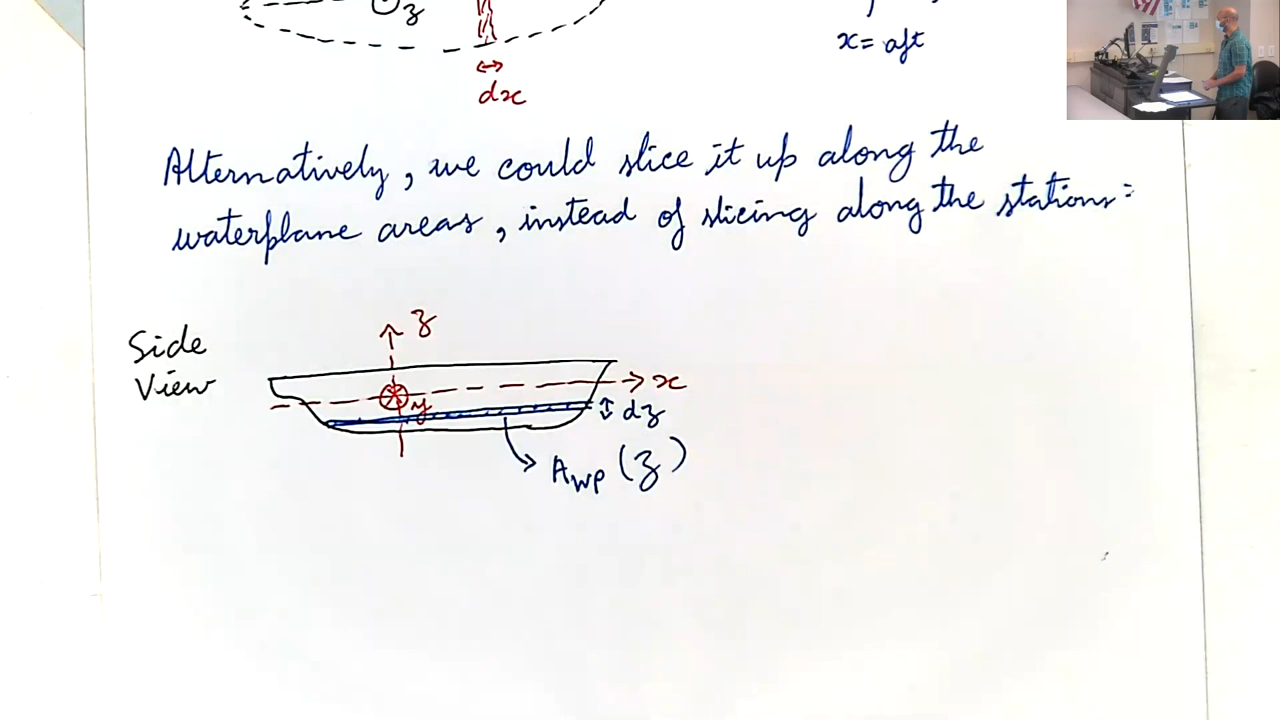 z
dx
x = aft
Alternatively, we could slice it up along the
waterplane areas, instead of slicing along the stations:
Side
View
z
x
y
dz
A_WP (z)